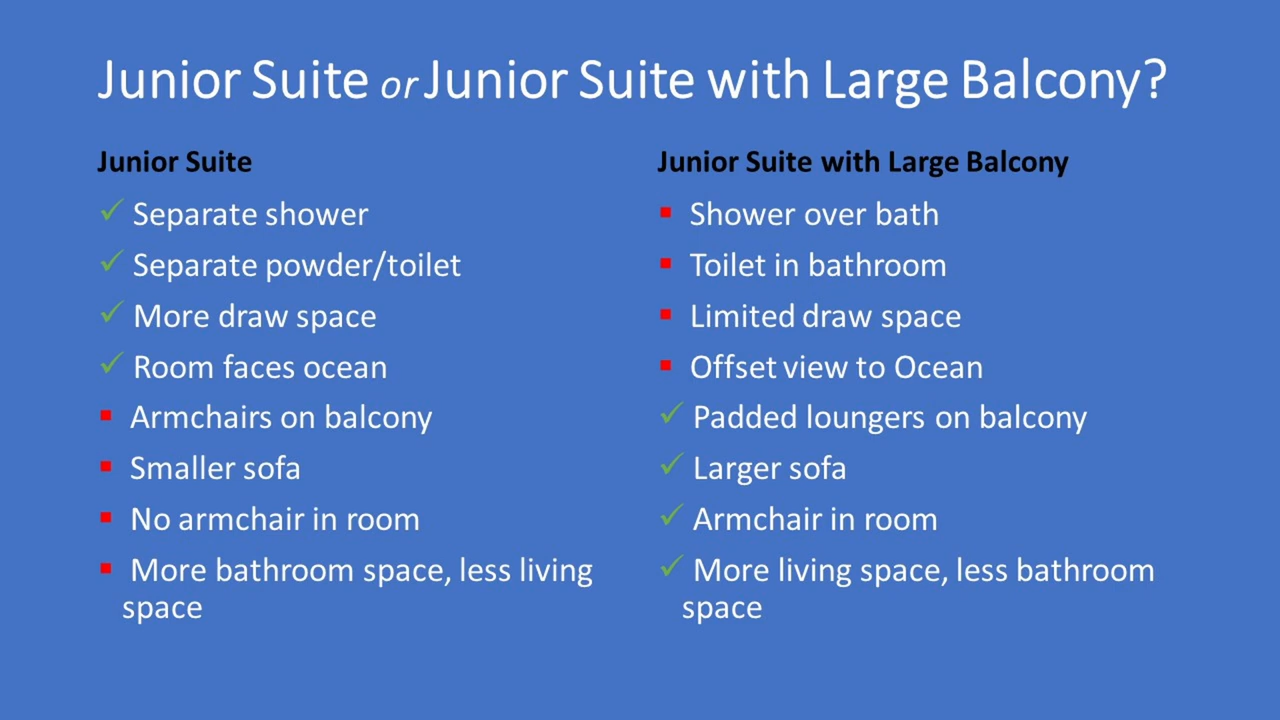 Junior Suite or Junior Suite with Large Balcony?
Junior Suite
✓ Separate shower
✓ Separate powder/toilet
✓ More draw space
✓ Room faces ocean
▪ Armchairs on balcony
▪ Smaller sofa
▪ No armchair in room
▪ More bathroom space, less living
space
Junior Suite with Large Balcony
▪ Shower over bath
▪ Toilet in bathroom
▪ Limited draw space
▪ Offset view to Ocean
✓ Padded loungers on balcony
✓ Larger sofa
✓ Armchair in room
✓ More living space, less bathroom
space